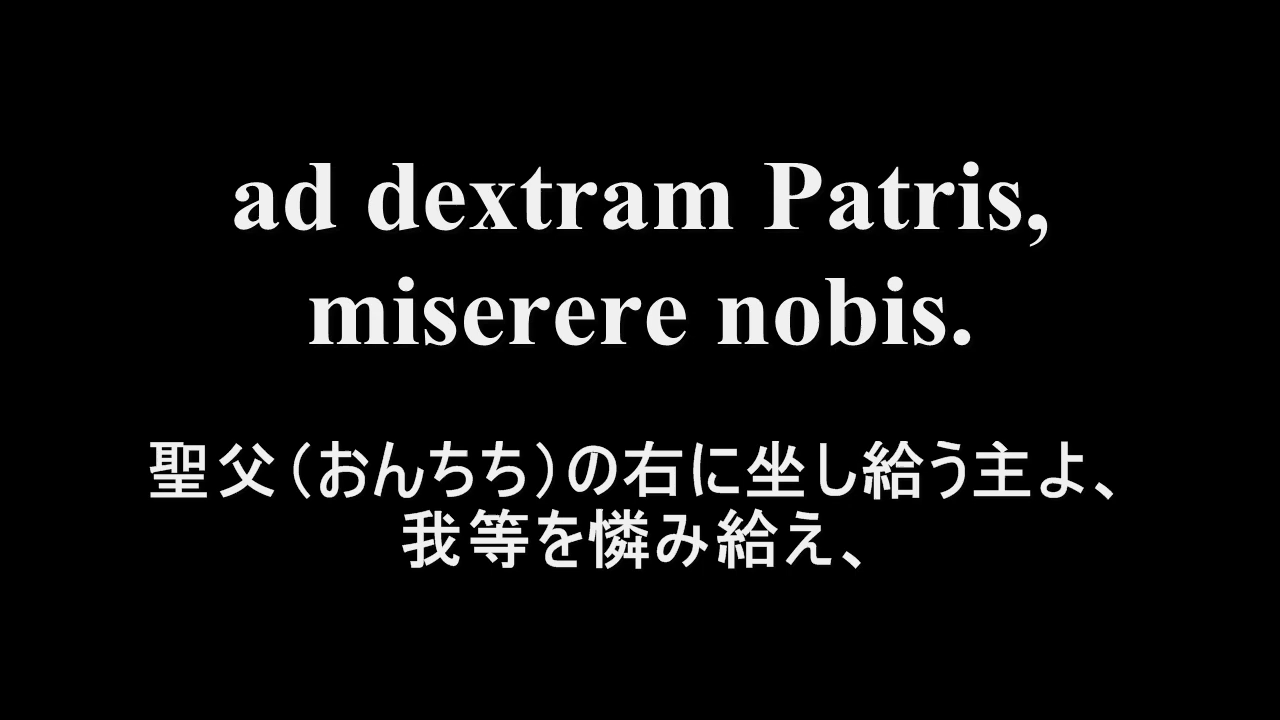 ad dextram Patris,
miserere nobis.
聖父（おんちち）の右に坐し給う主よ、
我等を憐み給え、